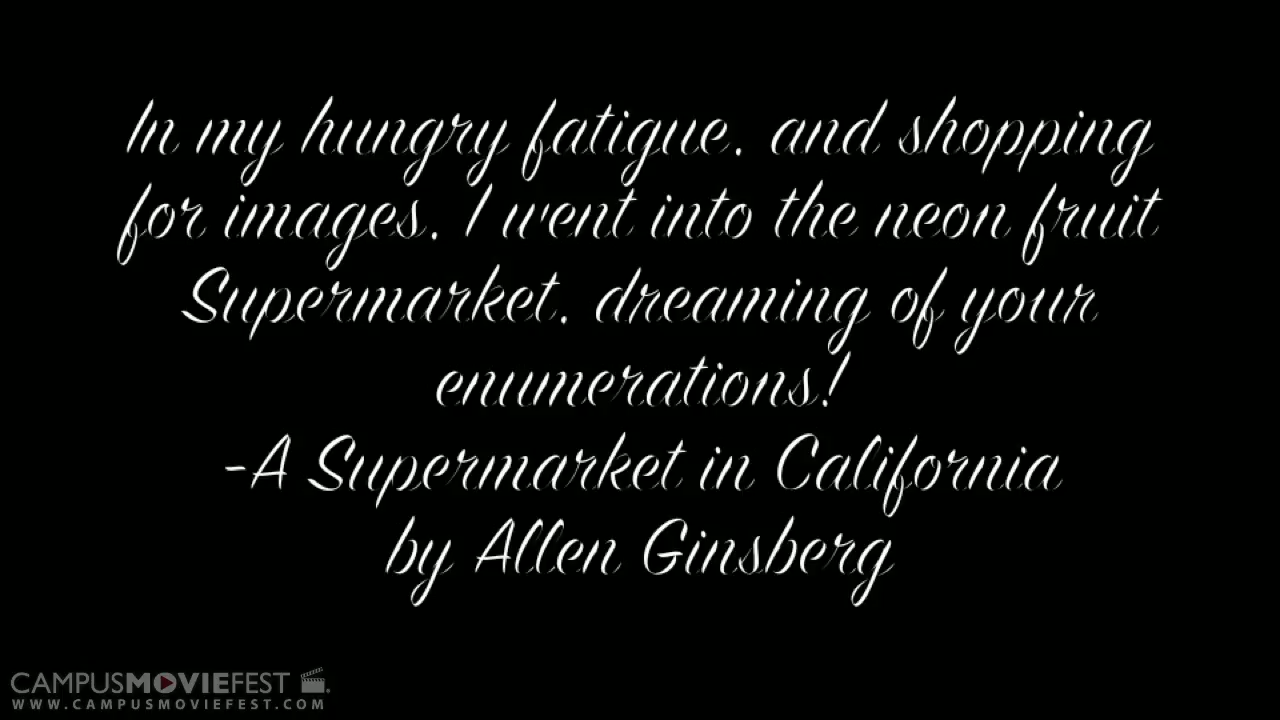 In my hungry fatigue, and shopping
for images, I went into the neon fruit
Supermarket, dreaming of your
enumerations!
-A Supermarket in California
by Allen Ginsberg
CAMPUSMOVIEFEST
WWW.CAMPUSMOVIEFEST.COM